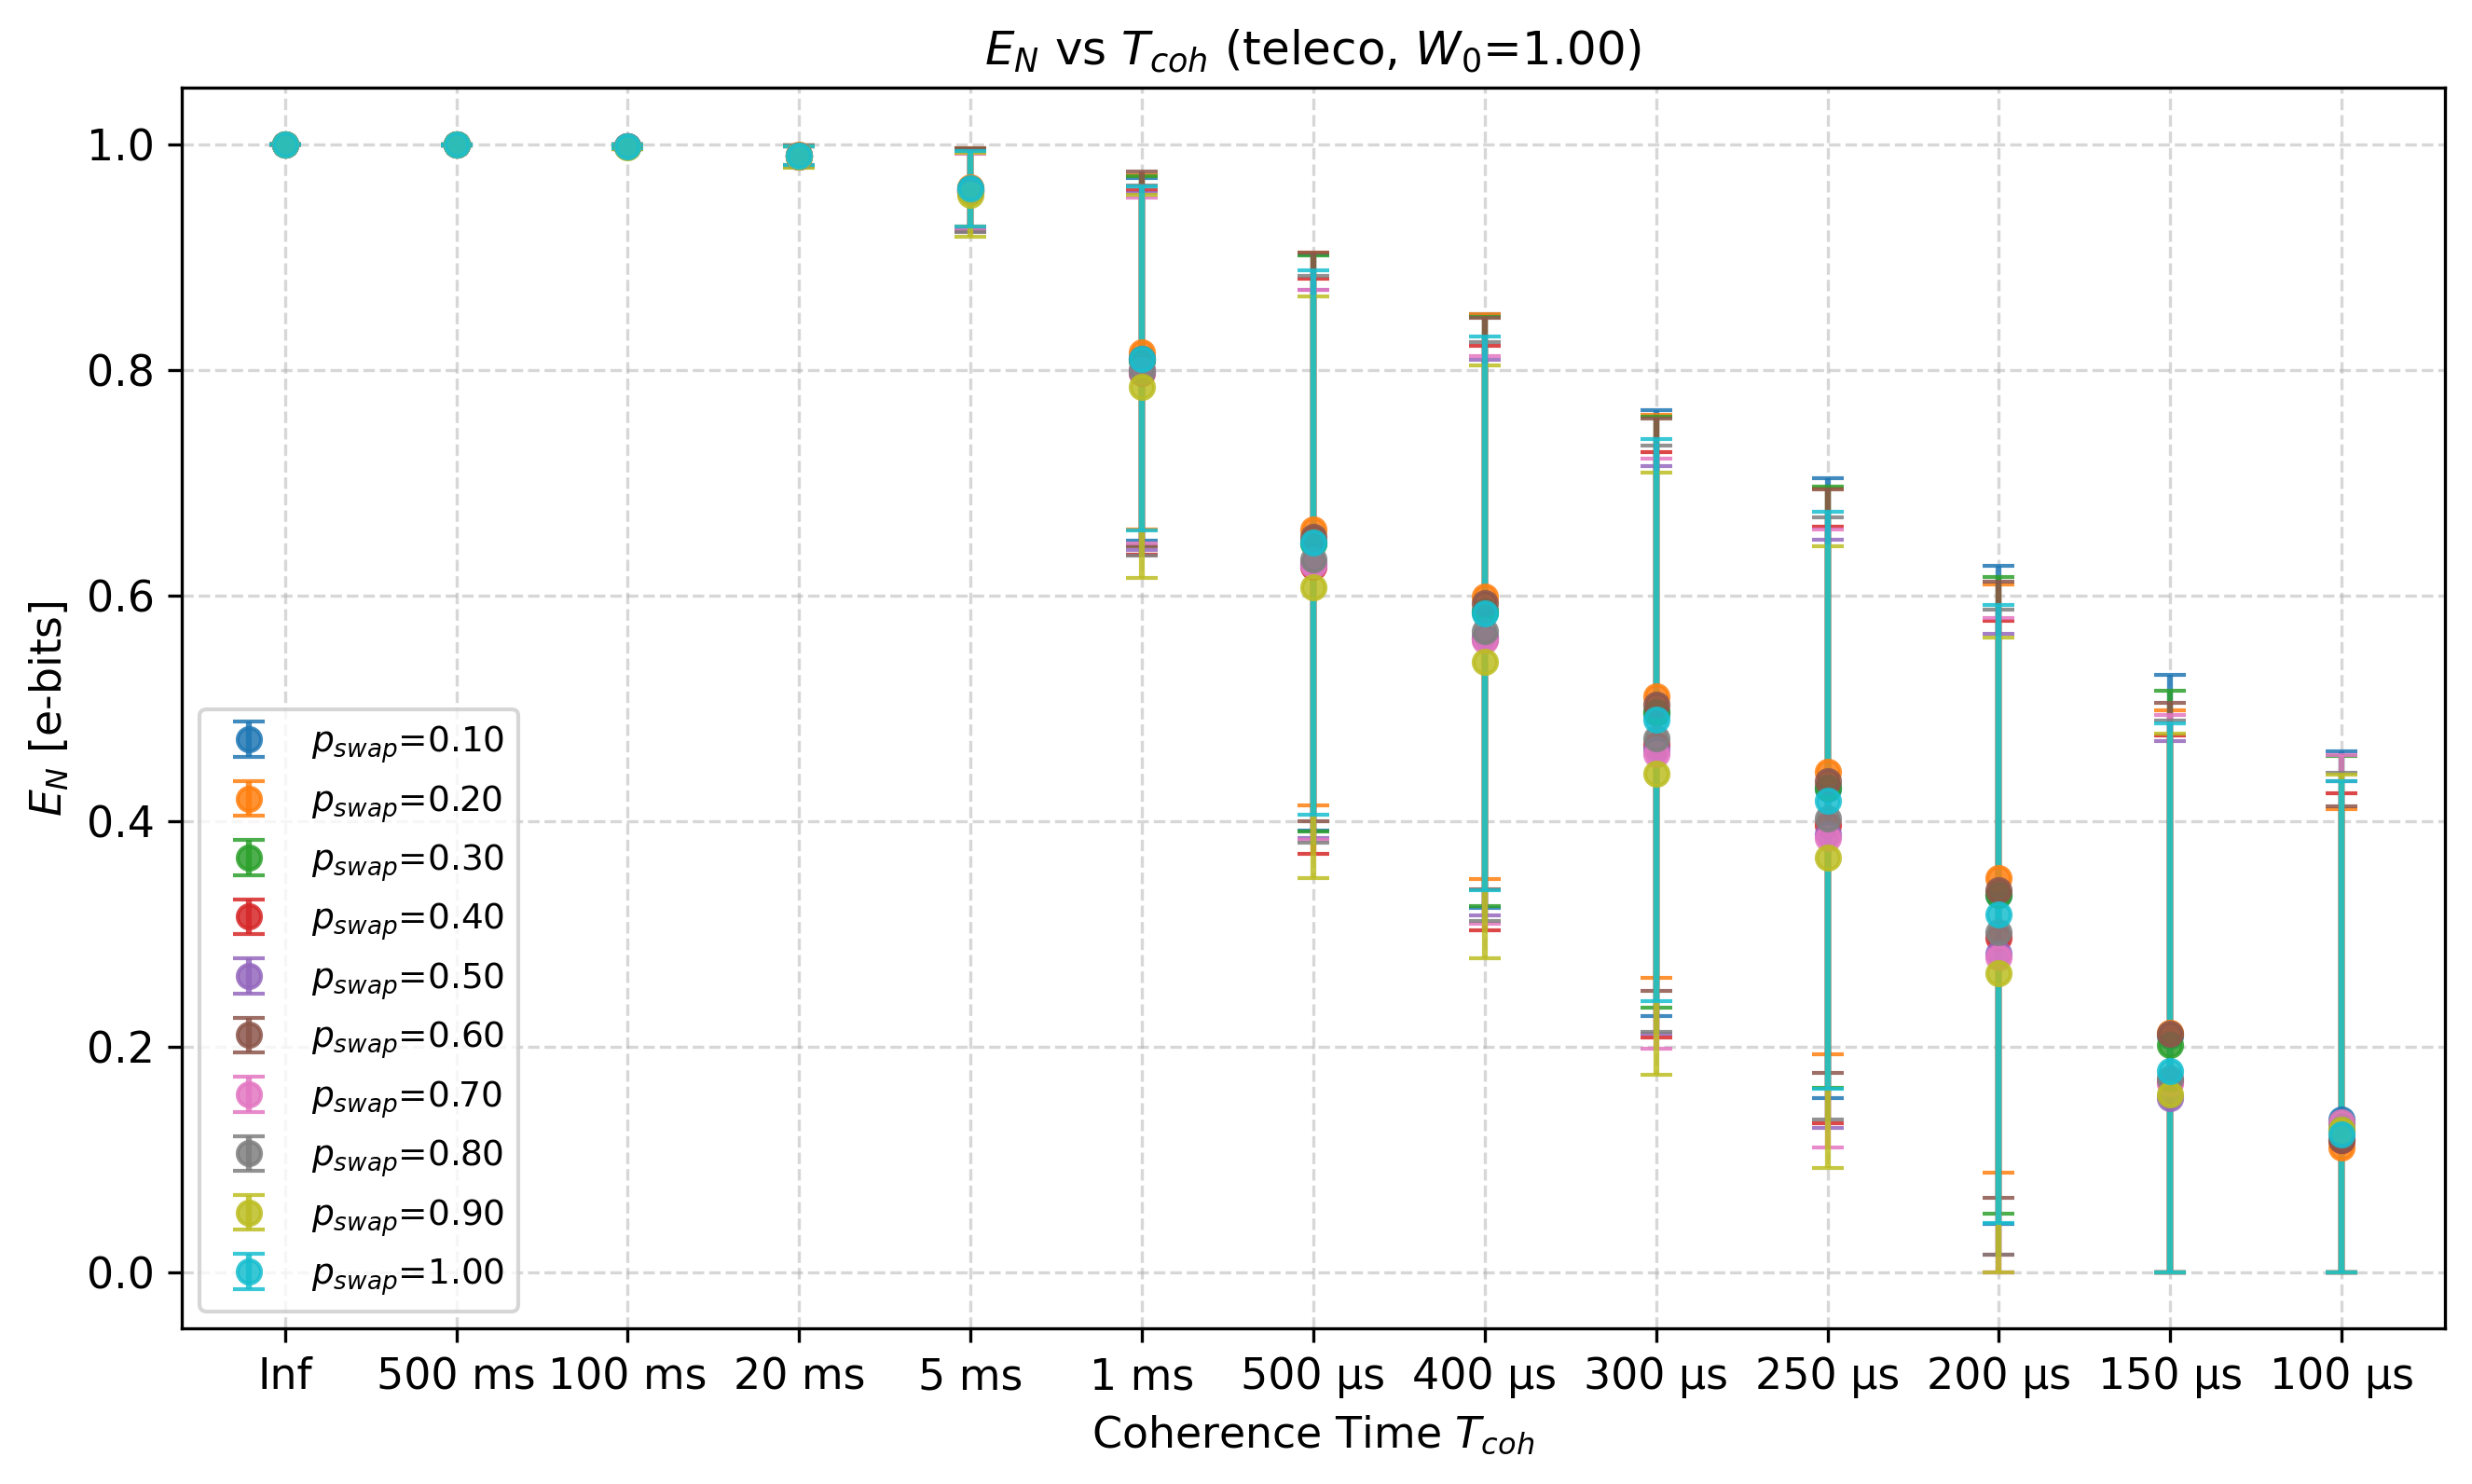 E_N vs T_coh (teleco, W_0=1.00)
E_N [e-bits]
1.0
0.8
0.6
0.4
0.2
0.0
p_swap=0.10
p_swap=0.20
p_swap=0.30
p_swap=0.40
p_swap=0.50
p_swap=0.60
p_swap=0.70
p_swap=0.80
p_swap=0.90
p_swap=1.00
Inf 500 ms 100 ms 20 ms 5 ms 1 ms 500 μs 400 μs 300 μs 250 μs 200 μs 150 μs 100 μs
Coherence Time T_coh